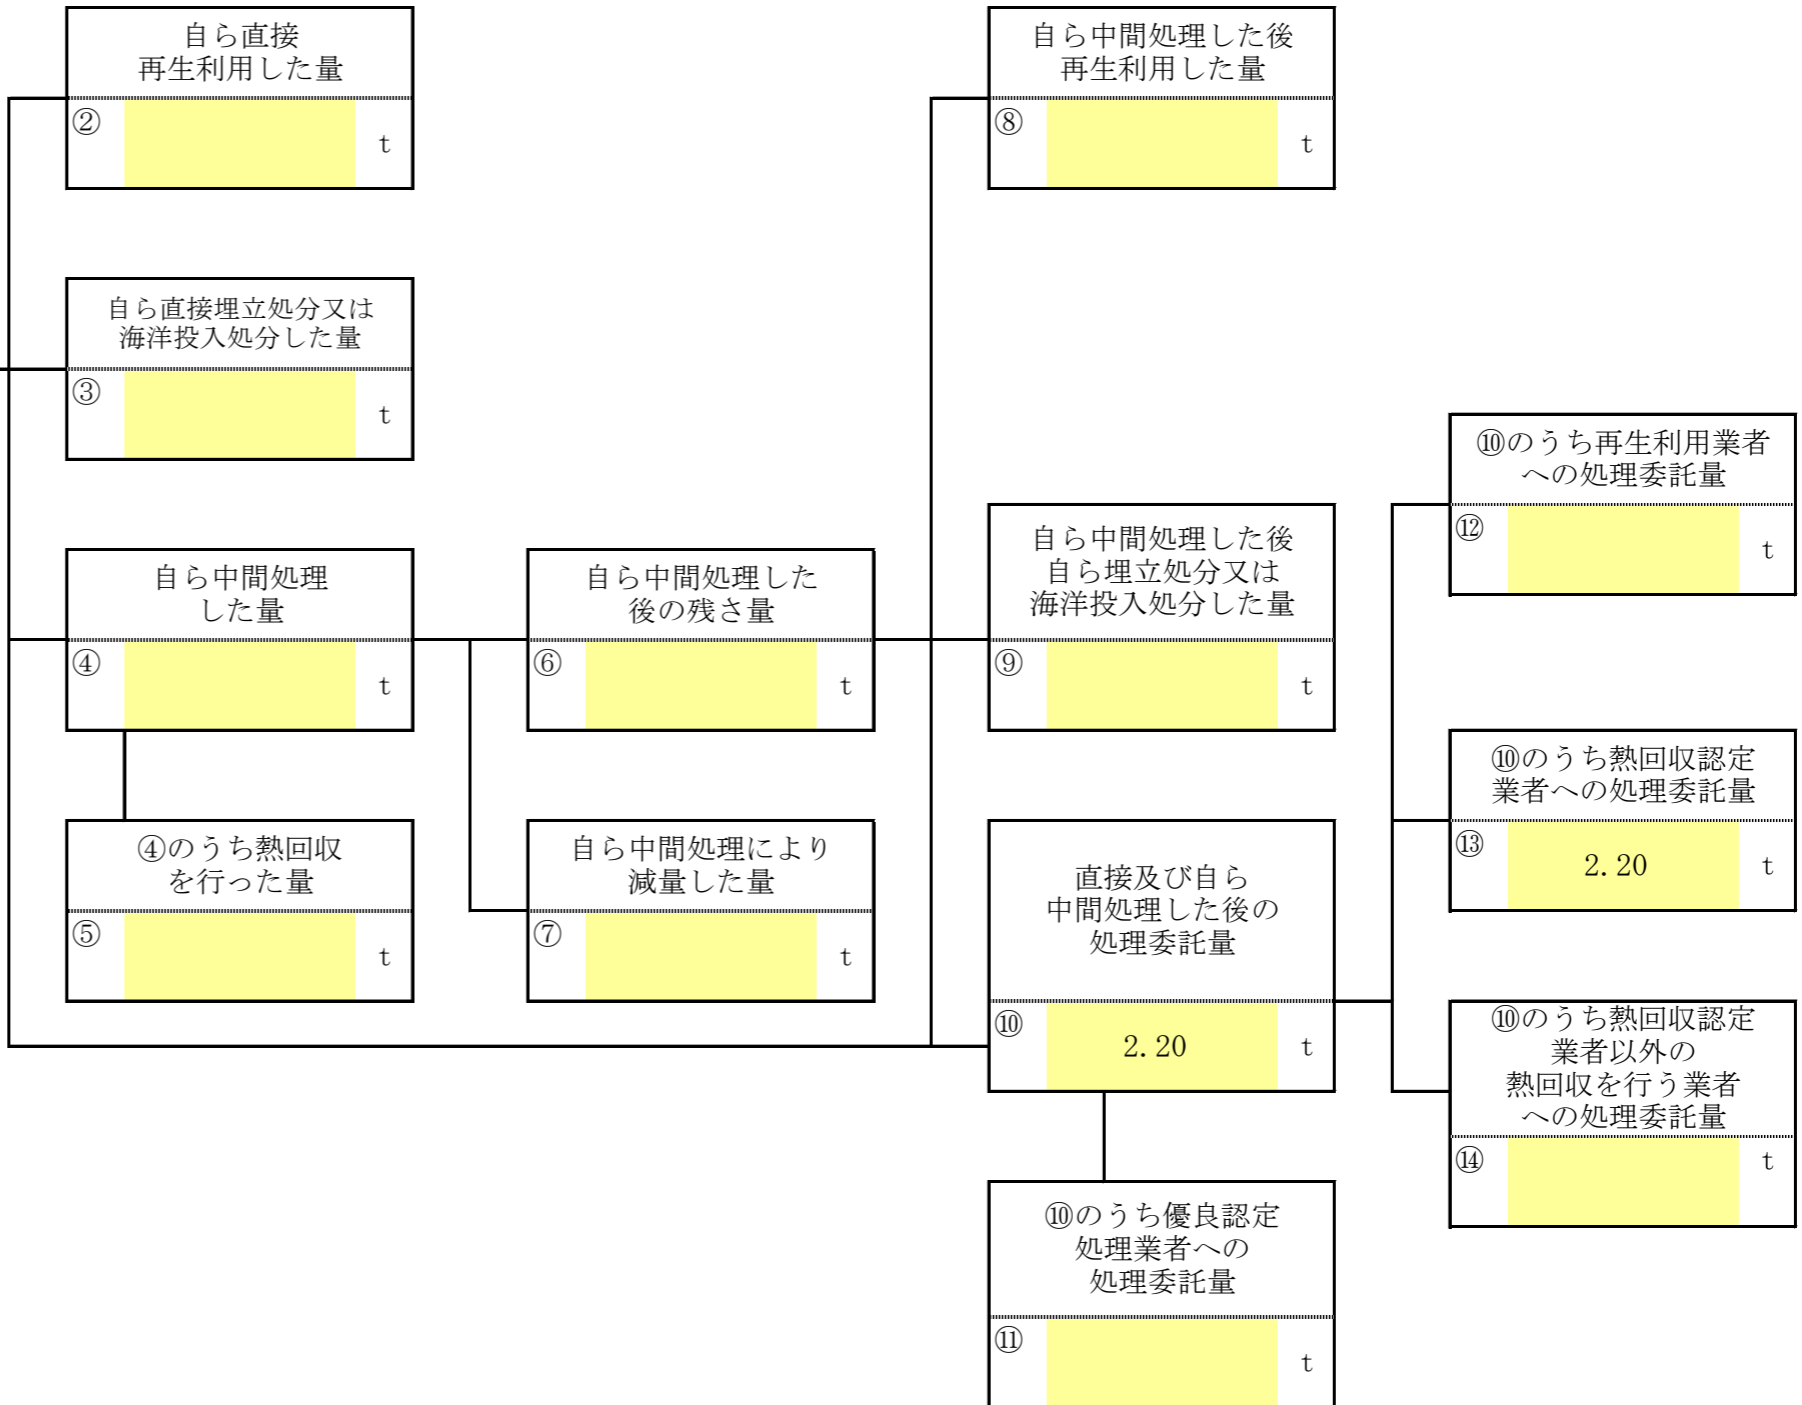 自ら直接
再生利用した量
②
t
自ら中間処理した後
再生利用した量
⑧
t
自ら直接埋立処分又は
海洋投入処分した量
③
t
⑩のうち再生利用業者
への処理委託量
⑫
t
自ら中間処理
した量
④
t
自ら中間処理した
後の残さ量
⑥
t
自ら中間処理した後
自ら埋立処分又は
海洋投入処分した量
⑨
t
⑩のうち熱回収認定
業者への処理委託量
⑬
2.20
t
④のうち熱回収
を行った量
⑤
t
自ら中間処理により
減量した量
⑦
t
直接及び自ら
中間処理した後の
処理委託量
⑩
2.20
t
⑩のうち熱回収認定
業者以外の
熱回収を行う業者
への処理委託量
⑭
t
⑩のうち優良認定
処理業者への
処理委託量
⑪
t